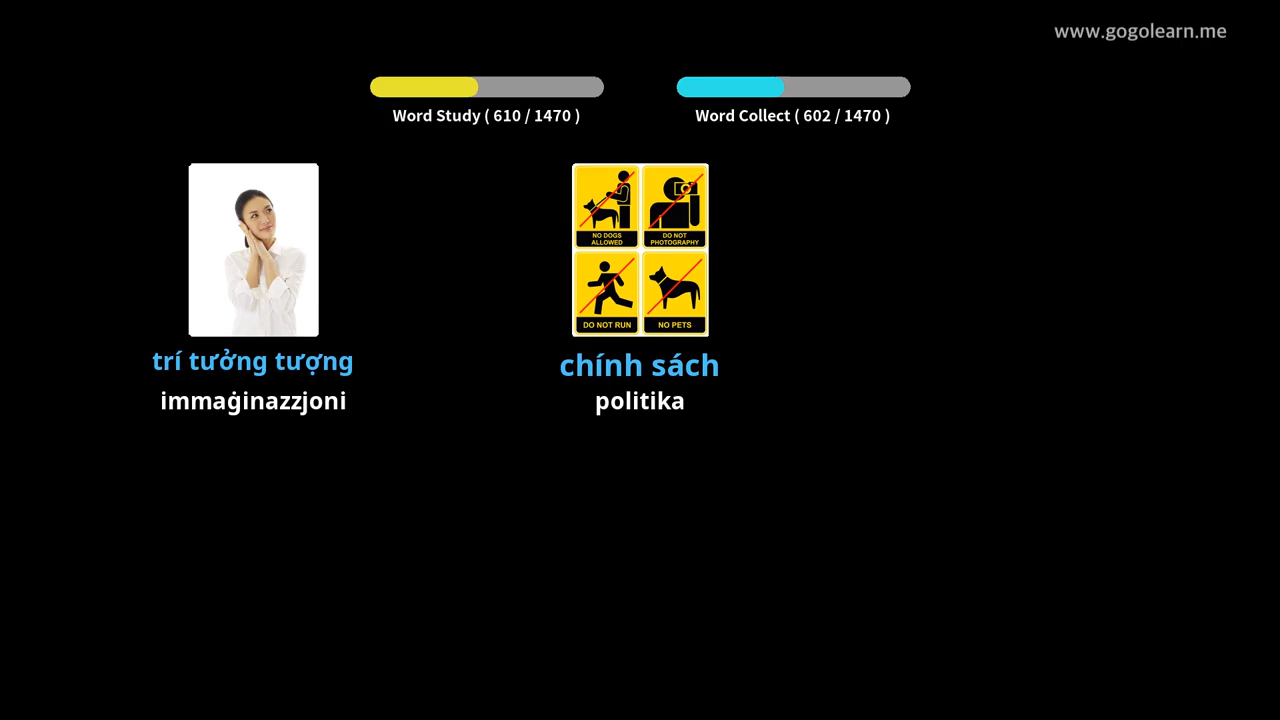 www.gogolearn.me
Word Study ( 610 / 1470 )
Word Collect ( 602 / 1470 )
NO DOGS
ALLOWED
DO NOT
PHOTOGRAPHY
DO NOT RUN
NO PETS
trí tưởng tượng
chính sách
immaġinazzjoni
politika